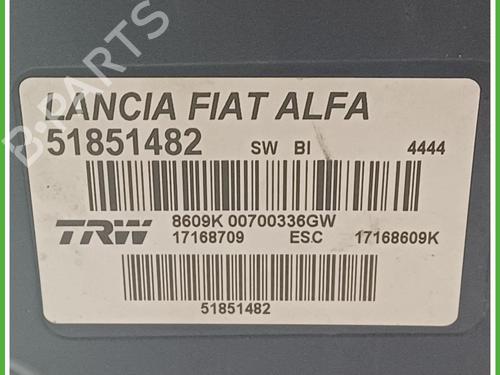 LANCIA FIAT ALFA
51851482 SW BI 4444
8609K 00700336GW
TRW 17168709 ESC 17168609K
51851482
B-PARTS